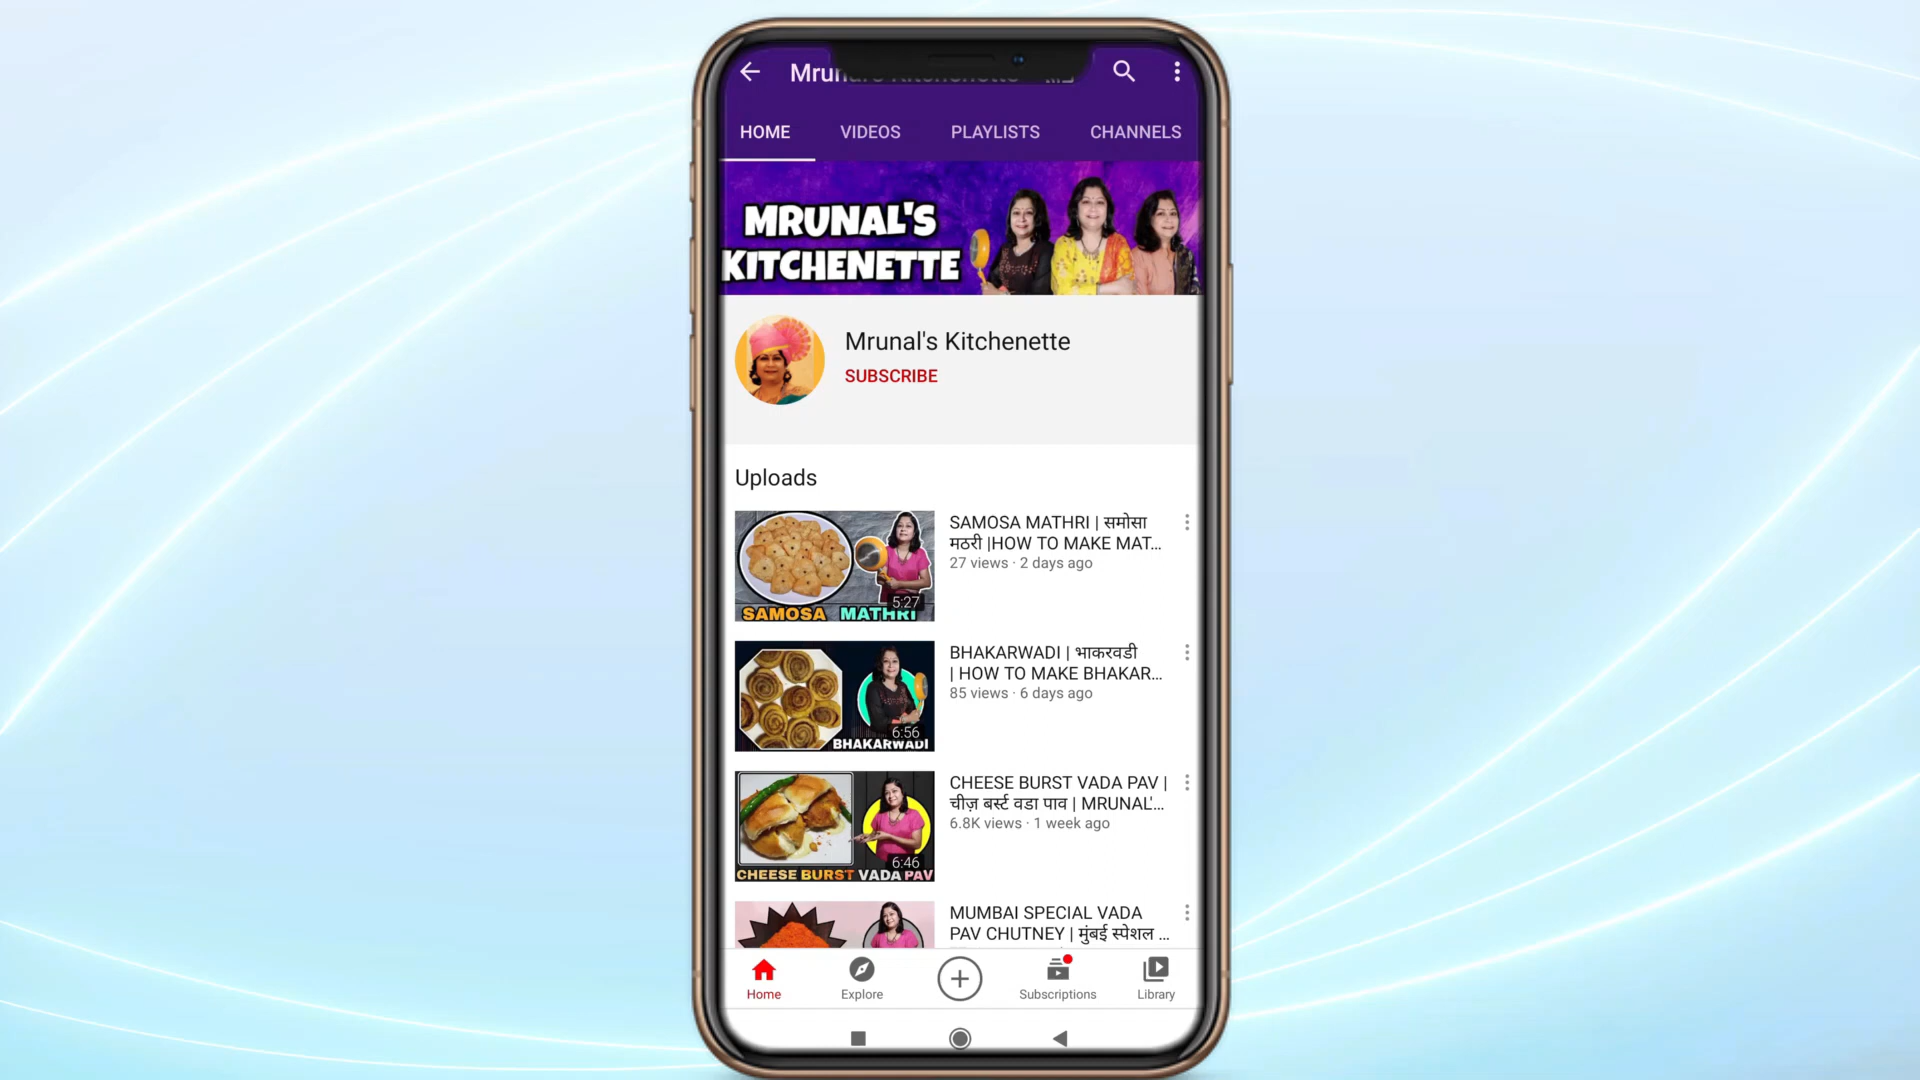 HOME VIDEOS PLAYLISTS CHANNELS
MRUNAL'S
KITCHENETTE
Mrunal's Kitchenette
SUBSCRIBE
Uploads
SAMOSA MATHRI | समोसा
मठरी |HOW TO MAKE MAT...
27 views · 2 days ago
5:27
SAMOSA MATHRI
BHAKARWADI | भाकरवडी
| HOW TO MAKE BHAKAR...
85 views · 6 days ago
6:56
BHAKARWADI
CHEESE BURST VADA PAV |
चीज़ बर्स्ट वडा पाव | MRUNAL'...
6.8K views · 1 week ago
6:46
CHEESE BURST VADA PAV
MUMBAI SPECIAL VADA
PAV CHUTNEY | मुंबई स्पेशल ...
Home Explore Subscriptions Library